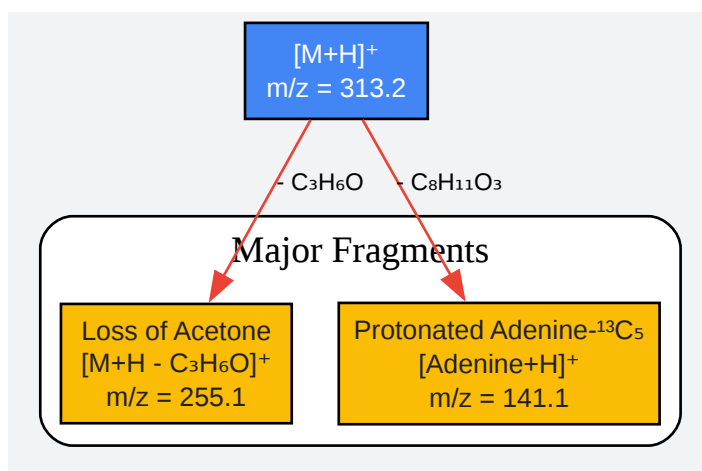 [M+H]⁺
m/z = 313.2
- C₃H₆O
- C₈H₁₁O₃
Major Fragments
Loss of Acetone
[M+H - C₃H₆O]⁺
m/z = 255.1
Protonated Adenine-¹³C₅
[Adenine+H]⁺
m/z = 141.1